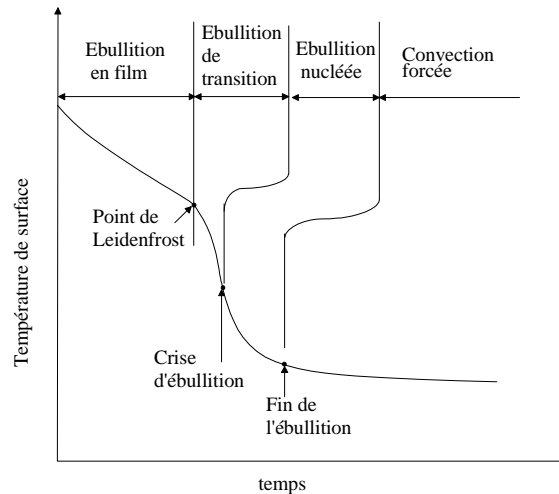 Ebullition
en film
Ebullition
de
transition
Ebullition
nucléée
Convection
forcée
Température de surface
Point de
Leidenfrost
Crise
d'ébullition
Fin de
l'ébullition
temps